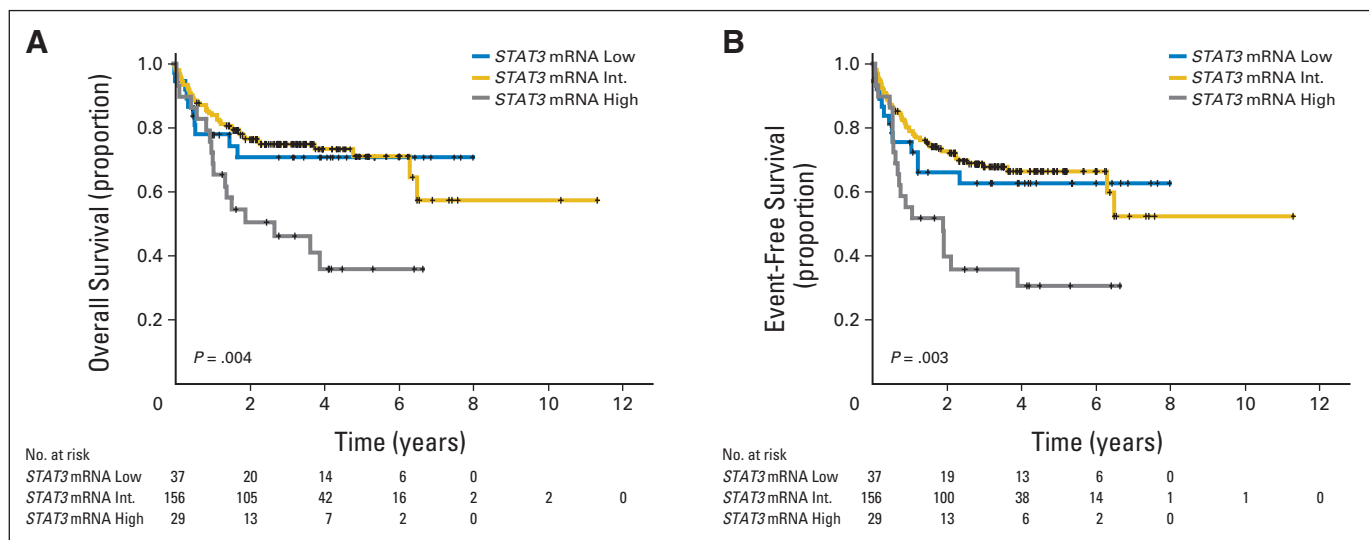 A
STAT3 mRNA Low
STAT3 mRNA Int.
STAT3 mRNA High
Overall Survival (proportion)
1.0
0.8
0.6
0.4
0.2
P = .004
0 2 4 6 8 10 12
Time (years)
No. at risk
STAT3 mRNA Low 37 20 14 6 0
STAT3 mRNA Int. 156 105 42 16 2 2 0
STAT3 mRNA High 29 13 7 2 0
B
STAT3 mRNA Low
STAT3 mRNA Int.
STAT3 mRNA High
Event-Free Survival
(proportion)
1.0
0.8
0.6
0.4
0.2
P = .003
0 2 4 6 8 10 12
Time (years)
No. at risk
STAT3 mRNA Low 37 19 13 6 0
STAT3 mRNA Int. 156 100 38 14 1 1 0
STAT3 mRNA High 29 13 6 2 0